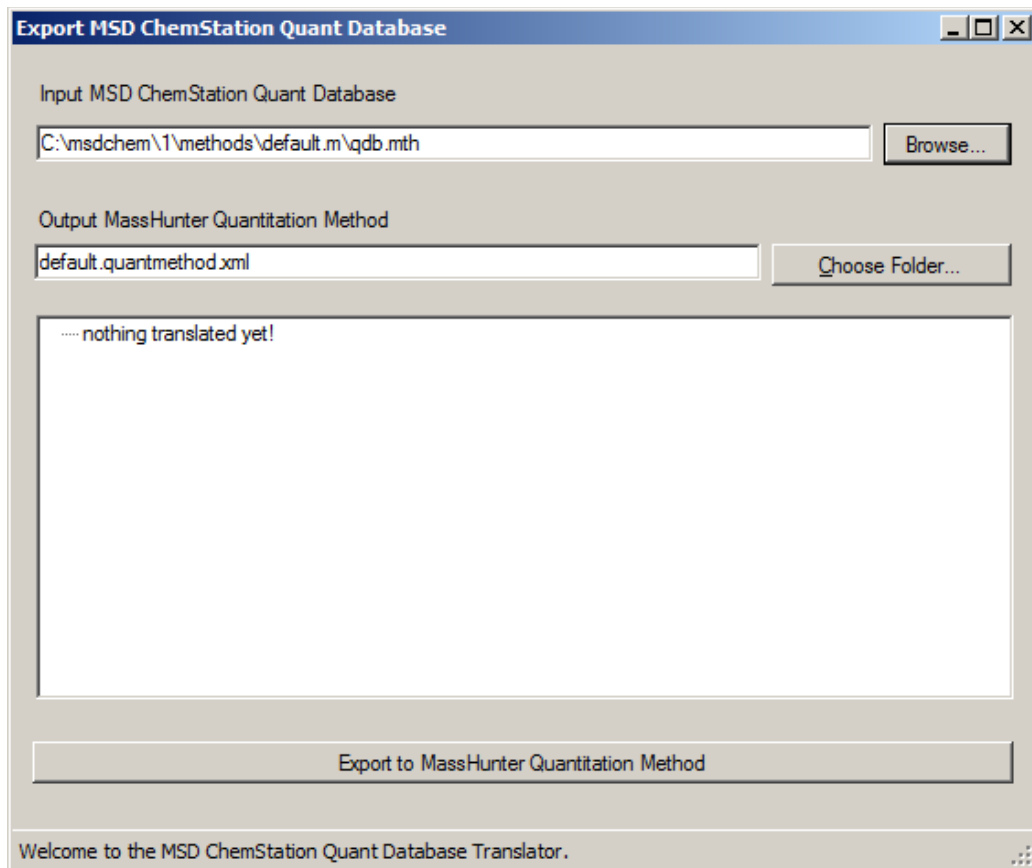 Export MSD ChemStation Quant Database
Input MSD ChemStation Quant Database
C:\msdchem\1\methods\default.m\qdb.mth
Browse...
Output MassHunter Quantitation Method
default.quantmethod.xml
Choose Folder...
nothing translated yet!
Export to MassHunter Quantitation Method
Welcome to the MSD ChemStation Quant Database Translator.